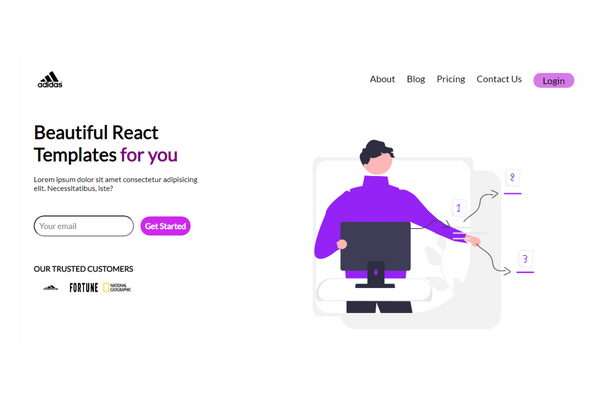 adidas
About Blog Pricing Contact Us Login
Beautiful React
Templates for you
Lorem ipsum dolor sit amet consectetur adipisicing
elit. Necessitatibus, iste?
Your email Get Started
OUR TRUSTED CUSTOMERS
FORTUNE NATIONAL
GEOGRAPHIC
1
2
3